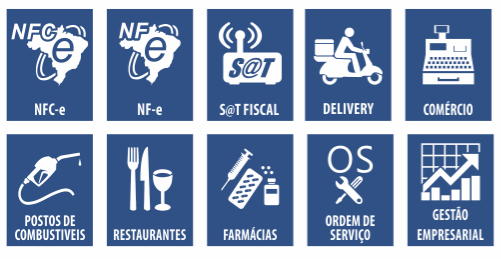 NFC e
NF e
S@T
NFC-e
NF-e
S@T FISCAL
DELIVERY
COMÉRCIO
OS
POSTOS DE
COMBUSTIVEIS
RESTAURANTES
FARMÁCIAS
ORDEM DE
SERVIÇO
GESTÃO
EMPRESARIAL